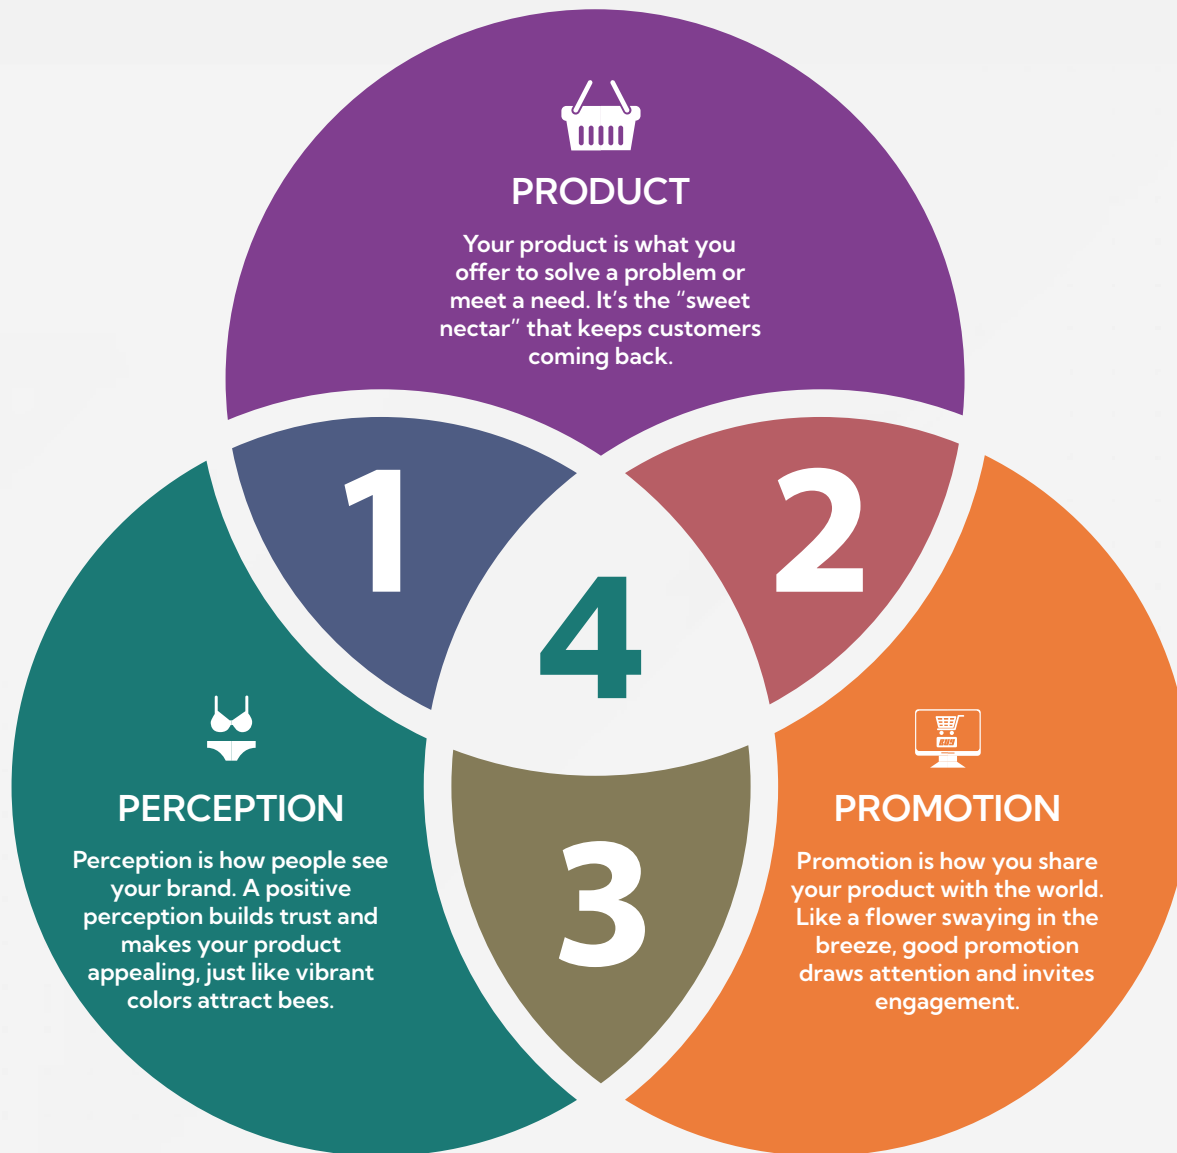 PRODUCT
Your product is what you
offer to solve a problem or
meet a need. It's the “sweet
nectar” that keeps customers
coming back.
1
2
4
BUY
PERCEPTION
Perception is how people see
your brand. A positive
perception builds trust and
makes your product
appealing, just like vibrant
colors attract bees.
PROMOTION
Promotion is how you share
your product with the world.
Like a flower swaying in the
breeze, good promotion
draws attention and invites
engagement.
3